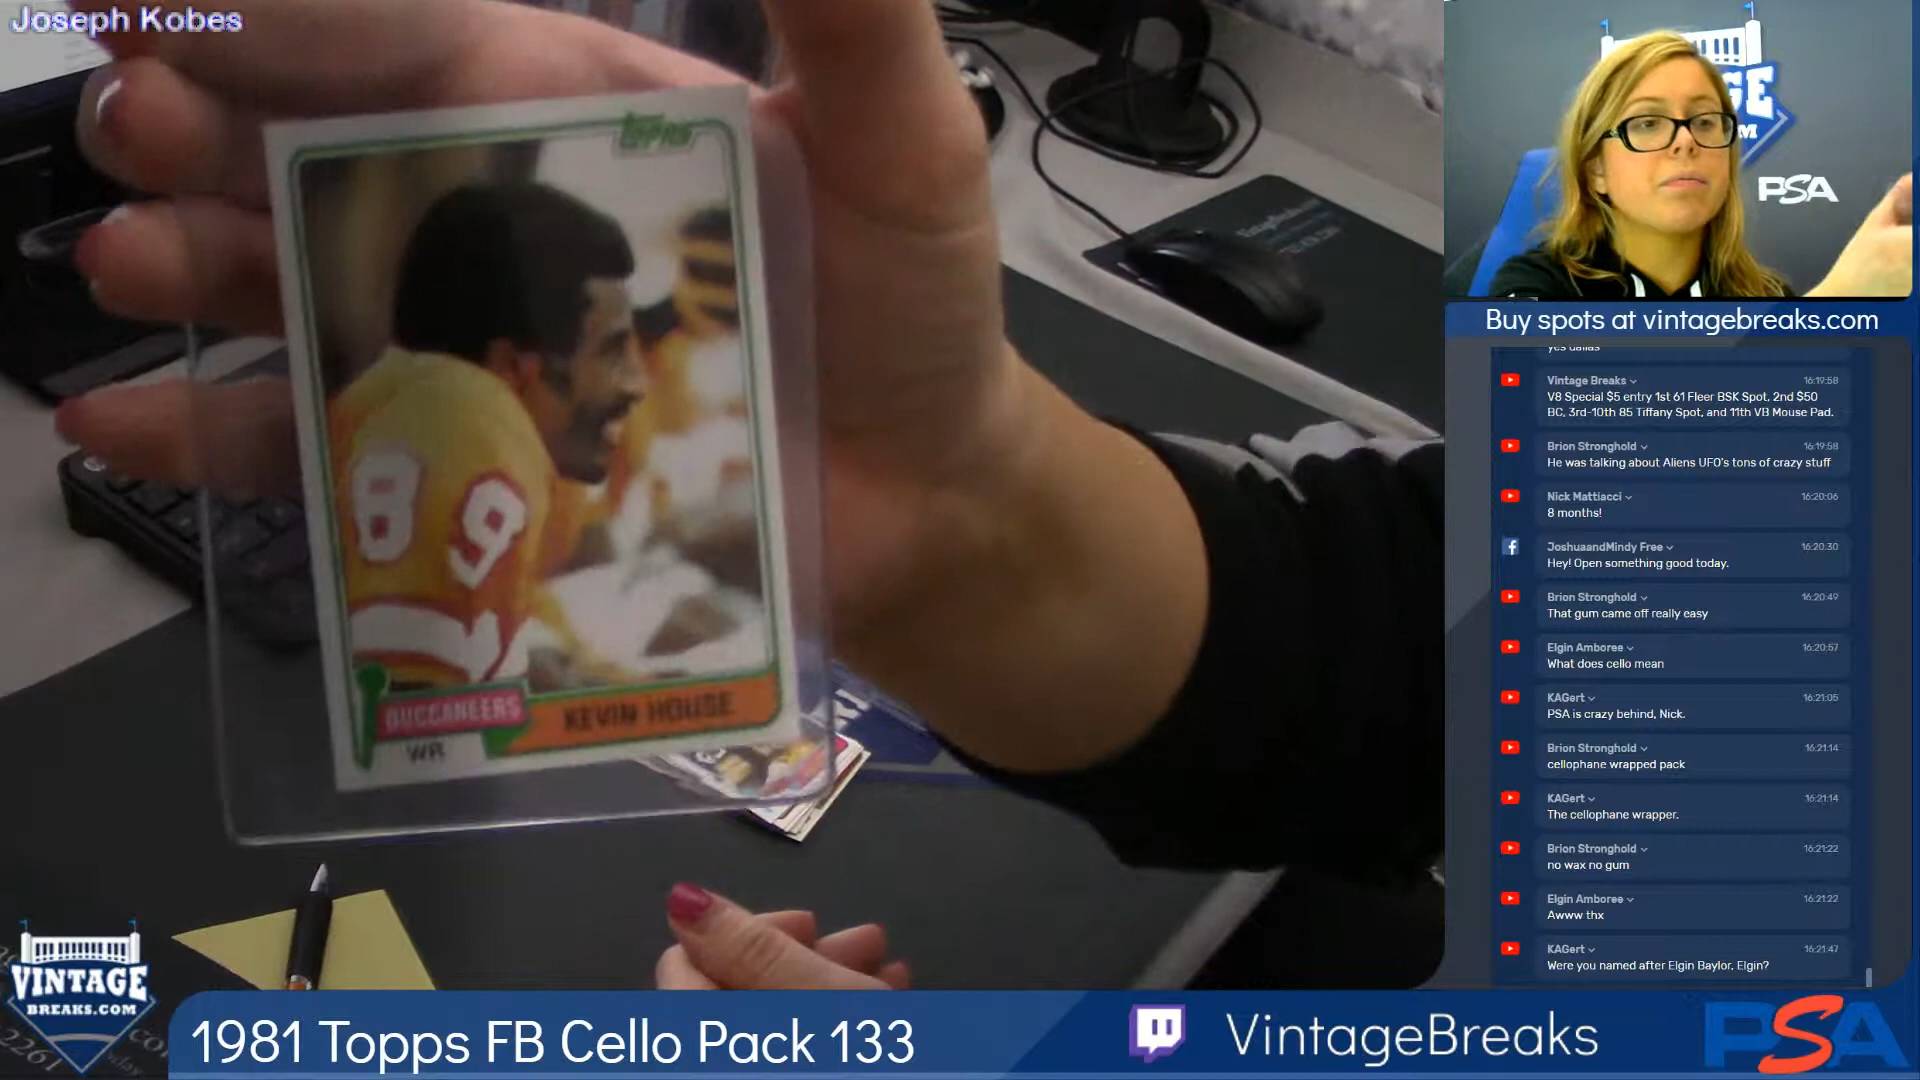 Joseph Kobes
TOPPS
89
BUCCANEERS
KEVIN HOUSE
WR
VINTAGE
BREAKS.COM
1981 Topps FB Cello Pack 133
VintageBreaks
PSA
GE
M
PSA
Buy spots at vintagebreaks.com
yes dallas
Vintage Breaks 16:19:58
V8 Special $5 entry 1st 61 Fleer BSK Spot, 2nd $50
BC, 3rd-10th 85 Tiffany Spot, and 11th VB Mouse Pad.
Brion Stronghold 16:19:58
He was talking about Aliens UFO's tons of crazy stuff
Nick Mattiacci 16:20:06
8 months!
JoshuaandMindy Free 16:20:30
Hey! Open something good today.
Brion Stronghold 16:20:49
That gum came off really easy
Elgin Amboree 16:20:57
What does cello mean
KAGert 16:21:05
PSA is crazy behind, Nick.
Brion Stronghold 16:21:14
cellophane wrapped pack
KAGert 16:21:14
The cellophane wrapper.
Brion Stronghold 16:21:22
no wax no gum
Elgin Amboree 16:21:22
Awww thx
KAGert 16:21:47
Were you named after Elgin Baylor, Elgin?